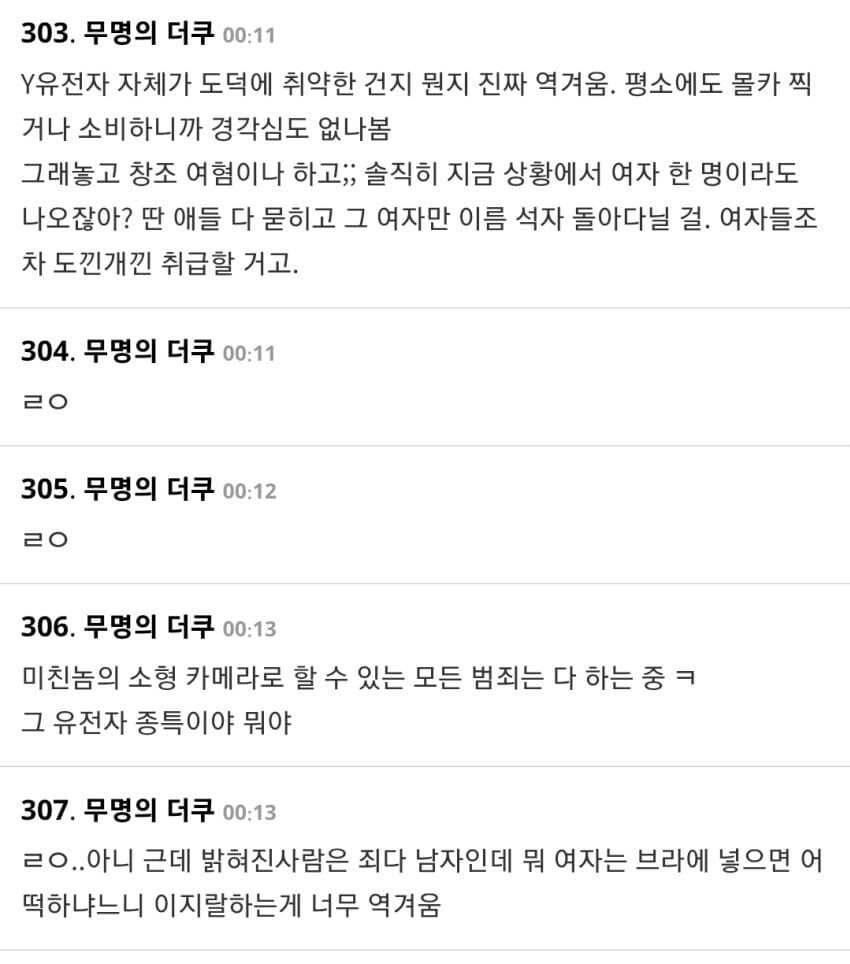 303. 무명의 더쿠 00:11
Y유전자 자체가 도덕에 취약한 건지 뭔지 진짜 역겨움. 평소에도 몰카 찍
거나 소비하니까 경각심도 없나봄
그래놓고 창조 여혐이나 하고;; 솔직히 지금 상황에서 여자 한 명이라도
나오잖아? 딴 애들 다 묻히고 그 여자만 이름 석자 돌아다닐 걸. 여자들조
차 도낀개낀 취급할 거고.
304. 무명의 더쿠 00:11
ㄹㅇ
305. 무명의 더쿠 00:12
ㄹㅇ
306. 무명의 더쿠 00:13
미친놈의 소형 카메라로 할 수 있는 모든 범죄는 다 하는 중 ㅋ
그 유전자 종특이야 뭐야
307. 무명의 더쿠 00:13
ㄹㅇ..아니 근데 밝혀진사람은 죄다 남자인데 뭐 여자는 브라에 넣으면 어
떡하냐느니 이지랄하는게 너무 역겨움